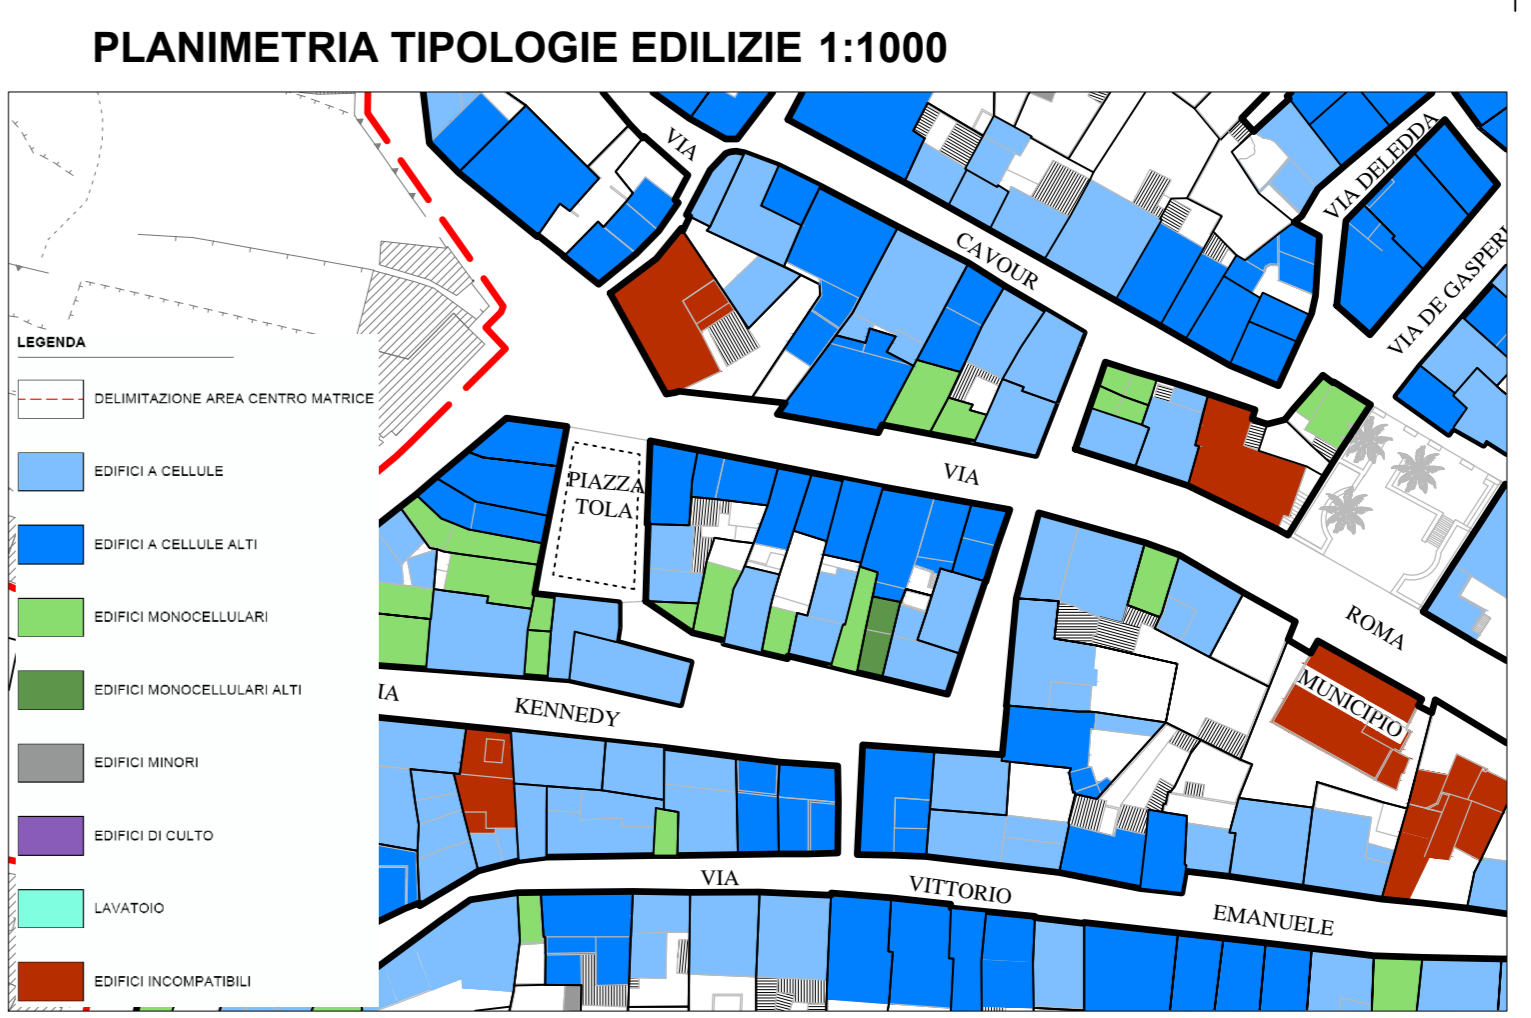 PLANIMETRIA TIPOLOGIE EDILIZIE 1:1000
VIA
CAVOUR
VIA DELEDDA
VIA DE GASPERI
LEGENDA
DELIMITAZIONE AREA CENTRO MATRICE
EDIFICI A CELLULE
EDIFICI A CELLULE ALTI
EDIFICI MONOCELLULARI
EDIFICI MONOCELLULARI ALTI
EDIFICI MINORI
EDIFICI DI CULTO
LAVATOIO
EDIFICI INCOMPATIBILI
PIAZZA
TOLA
VIA
ROMA
MUNICIPIO
IA
KENNEDY
VIA
VITTORIO
EMANUELE